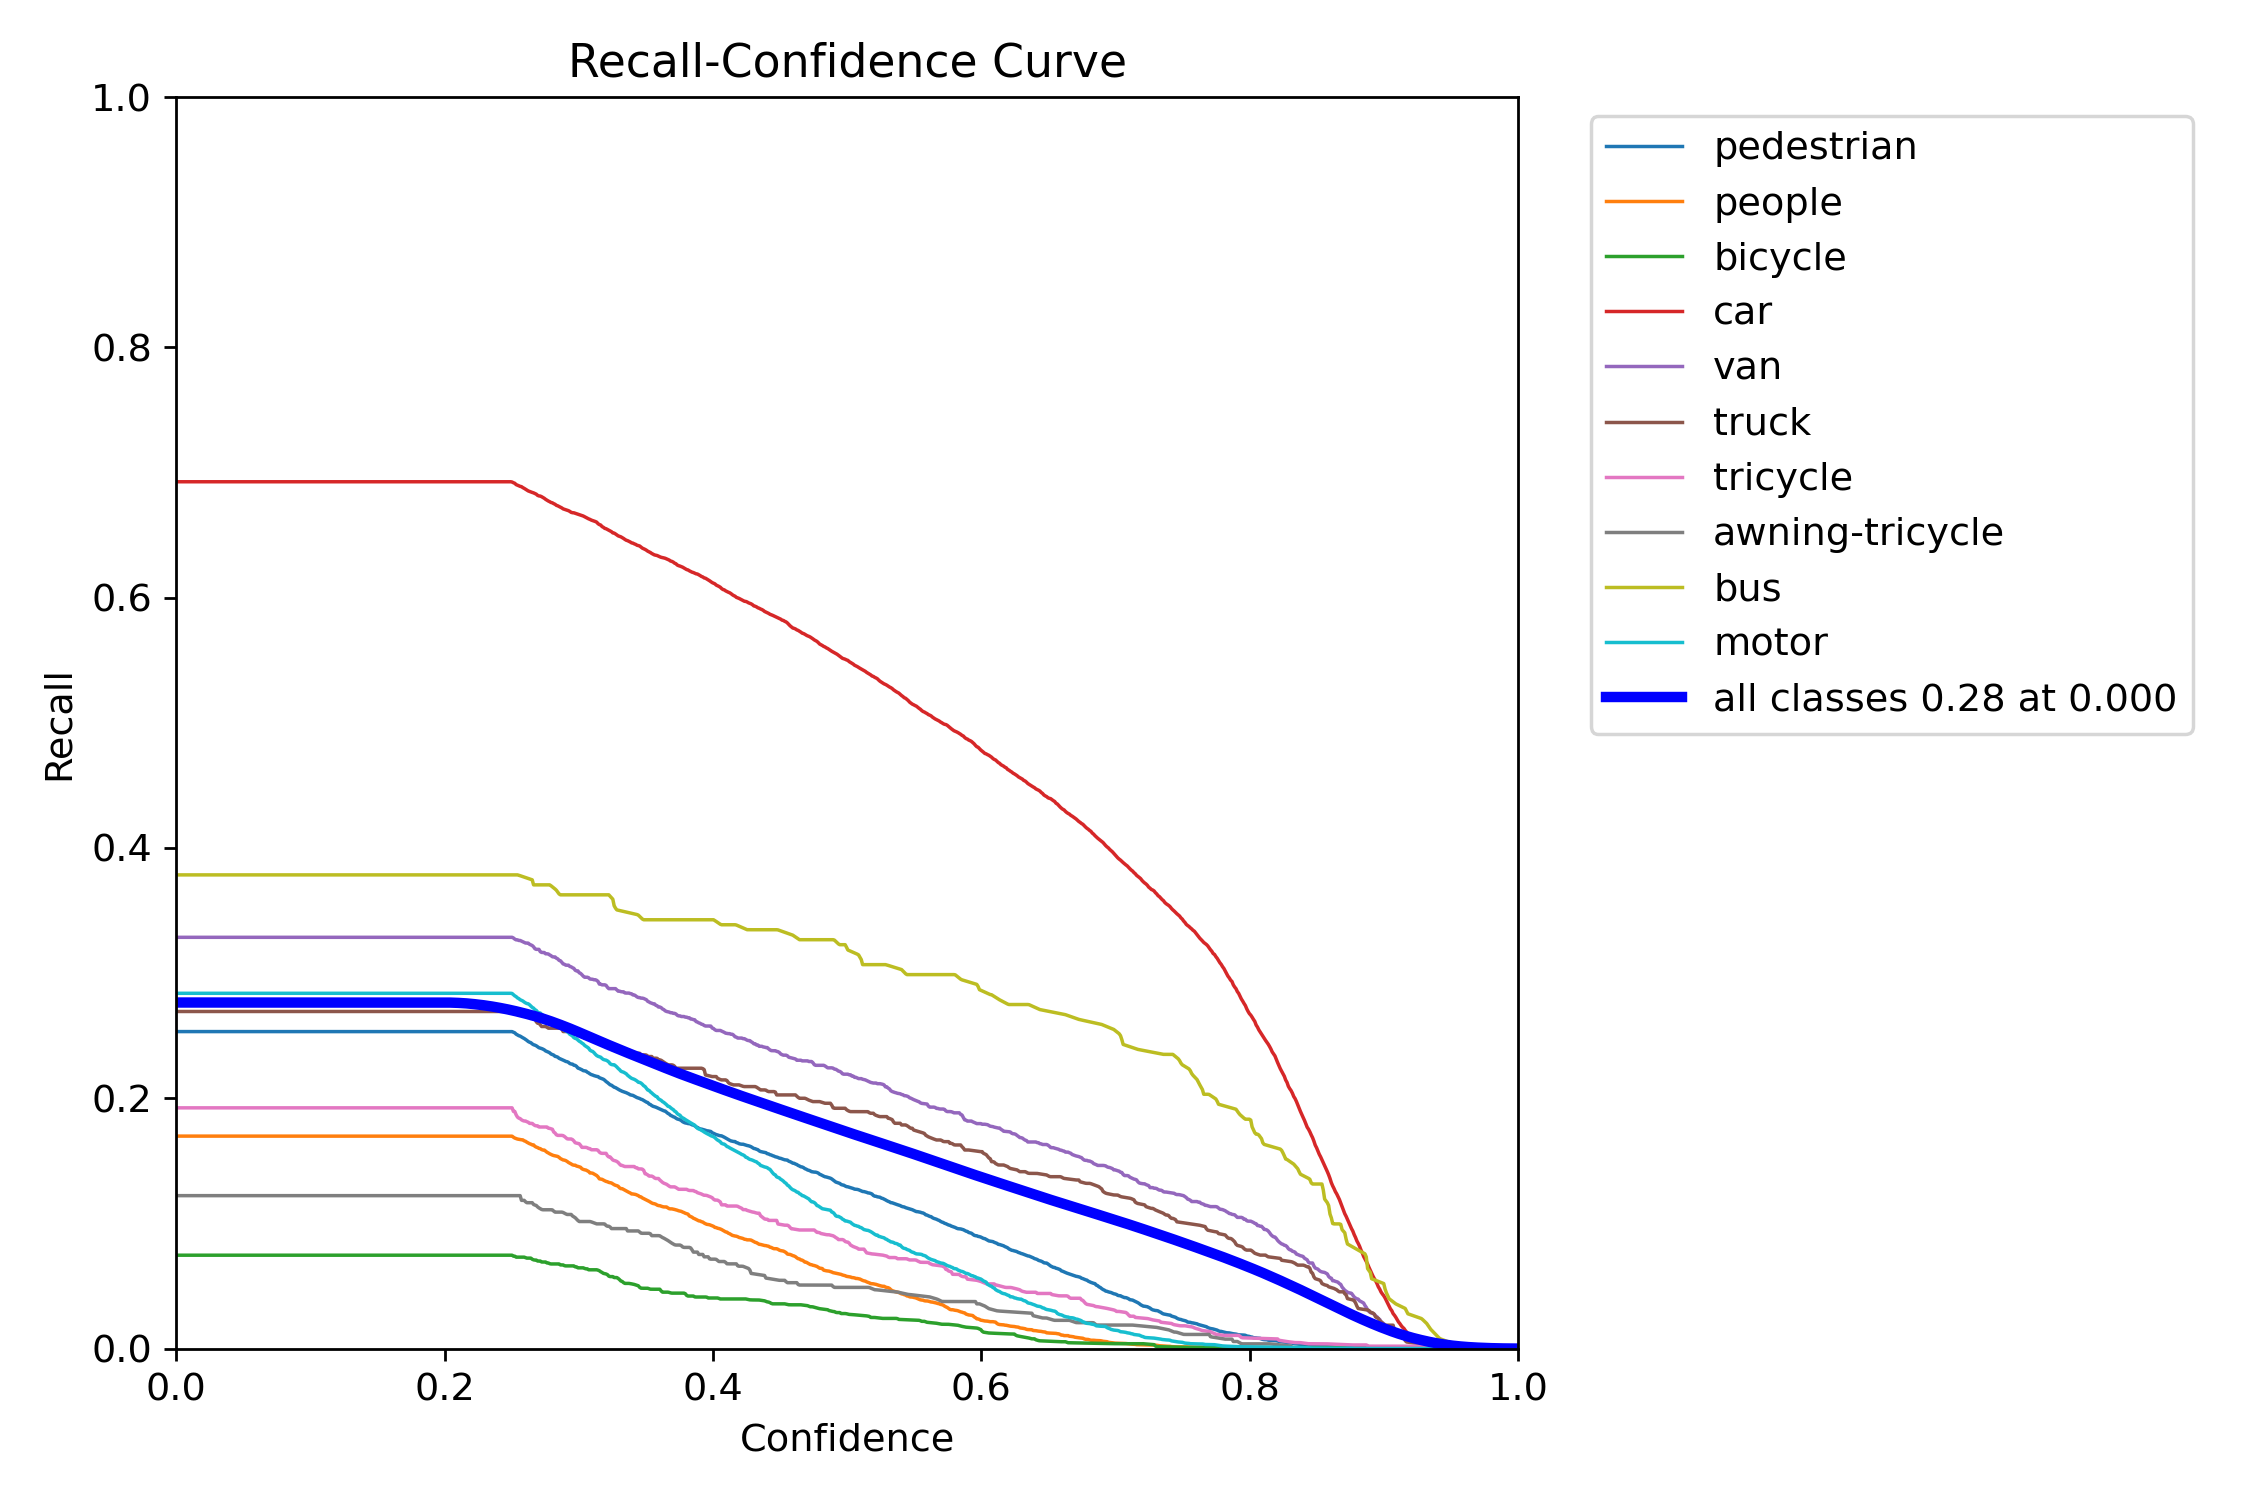 Recall-Confidence Curve
1.0
0.8
0.6
0.4
0.2
0.0
Recall
0.0 0.2 0.4 0.6 0.8 1.0
Confidence
pedestrian
people
bicycle
car
van
truck
tricycle
awning-tricycle
bus
motor
all classes 0.28 at 0.000